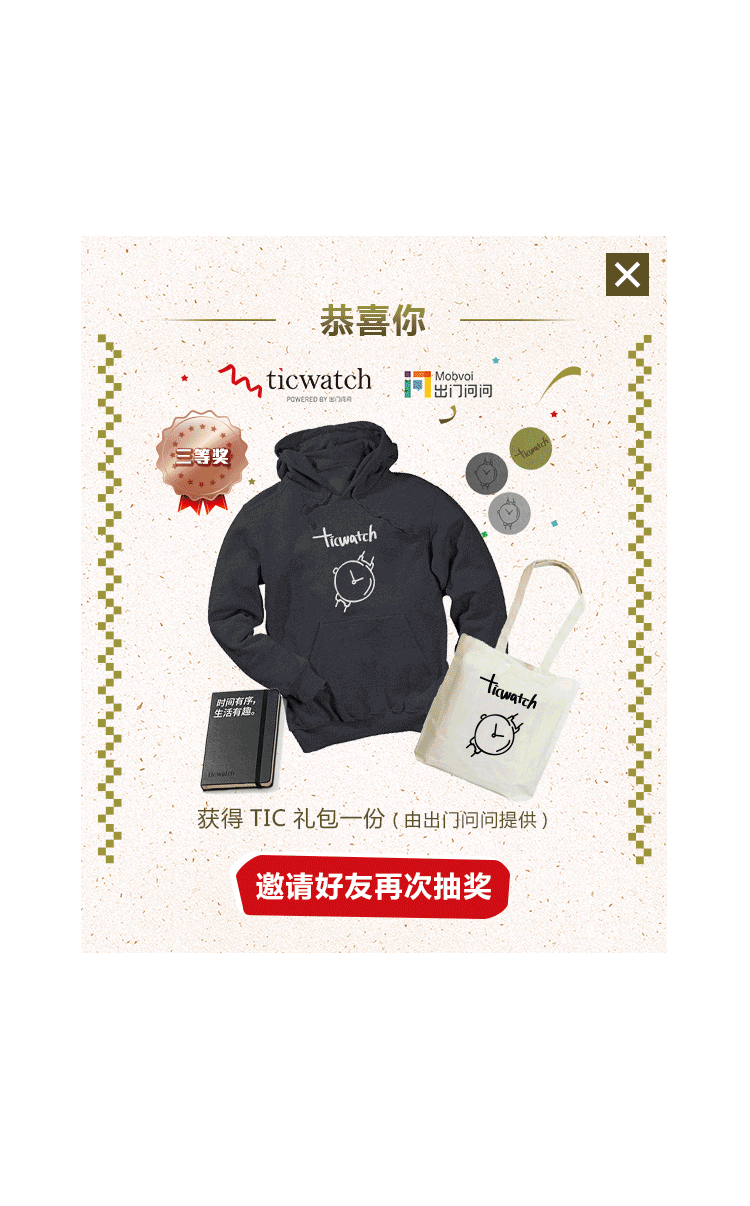 恭喜你
ticwatch
POWERED BY 出门问问
Mobvoi
出门问问
三等奖
ticwatch
ticwatch
ticwatch
时间有序，
生活有趣。
ticwatch
获得 TIC 礼包一份 ( 由出门问问提供 )
邀请好友再次抽奖